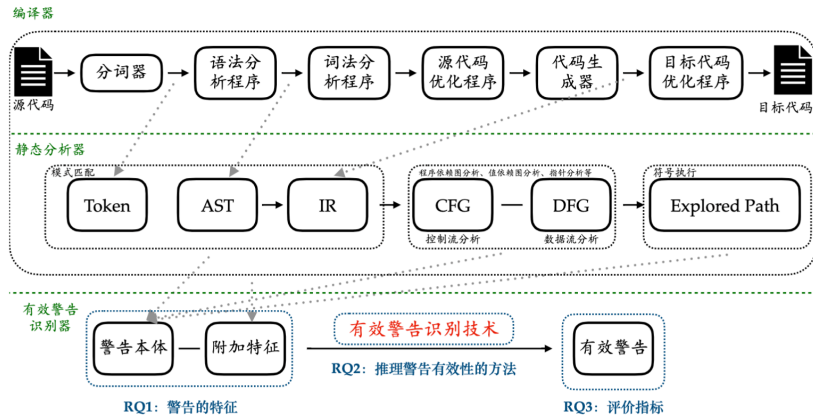 编译器
源代码
分词器
语法分
析程序
词法分
析程序
源代码
优化程序
代码生
成器
目标代码
优化程序
目标代码
静态分析器
模式匹配
Token
AST
IR
程序依赖图分析、值依赖图分析、指针分析等
CFG
DFG
控制流分析
数据流分析
符号执行
Explored Path
有效警告
识别器
警告本体
附加特征
有效警告识别技术
RQ2：推理警告有效性的方法
有效警告
RQ1：警告的特征
RQ3：评价指标